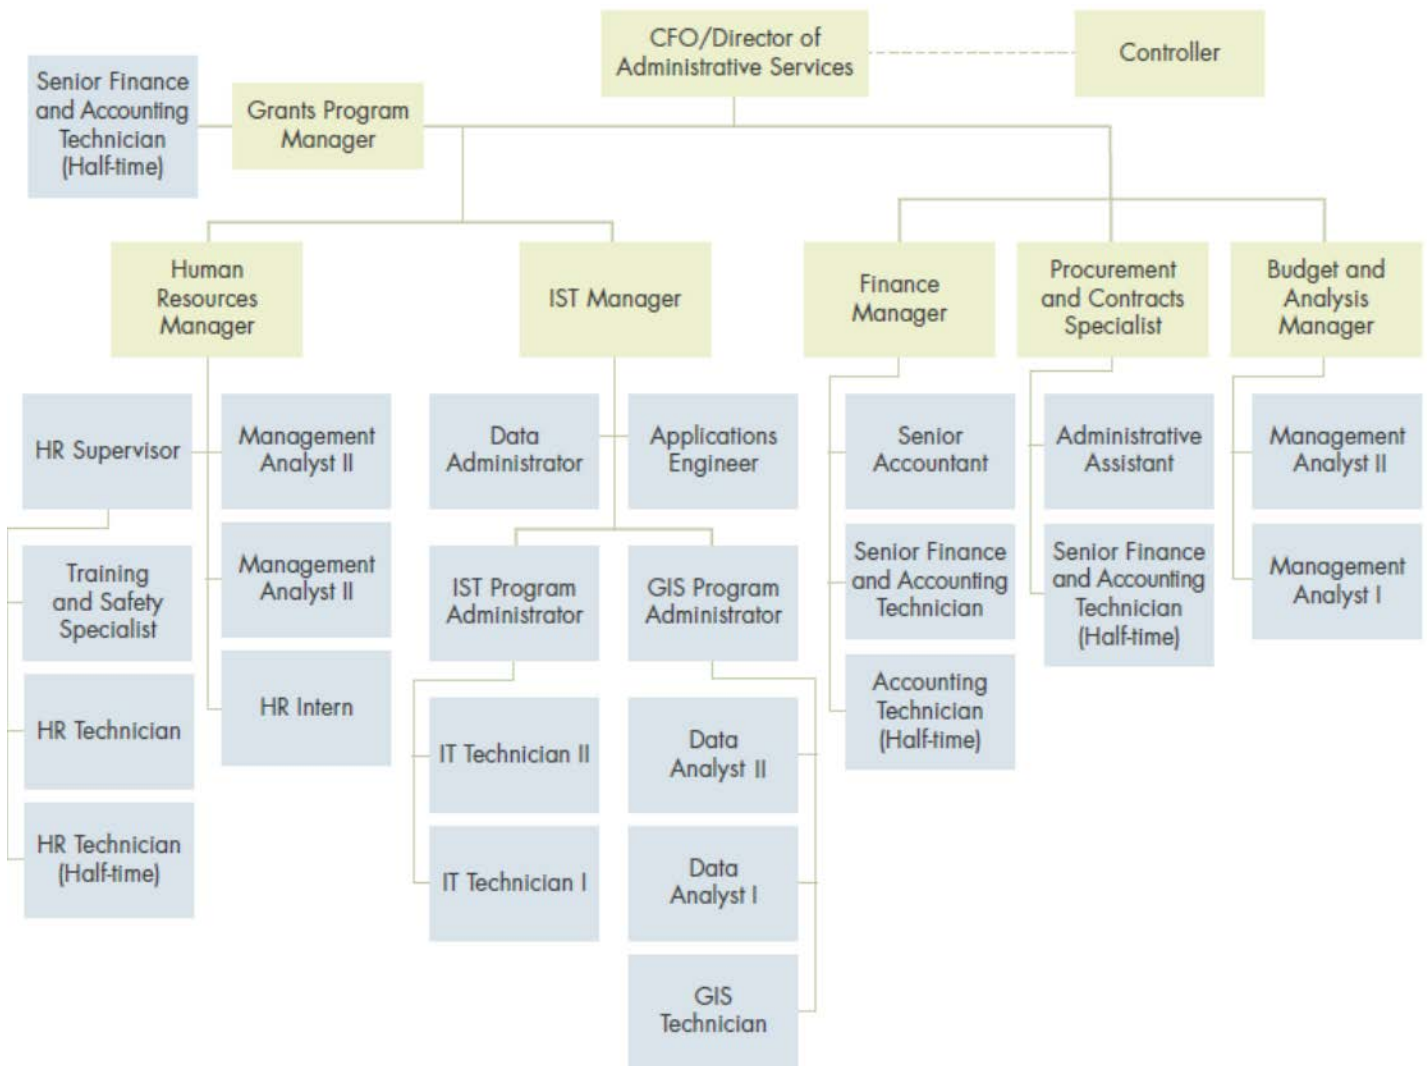 CFO/Director of
Administrative Services
Controller
Senior Finance
and Accounting
Technician
(Half-time)
Grants Program
Manager
Human
Resources
Manager
IST Manager
Finance
Manager
Procurement
and Contracts
Specialist
Budget and
Analysis
Manager
HR Supervisor
Management
Analyst II
Data
Administrator
Applications
Engineer
Senior
Accountant
Administrative
Assistant
Management
Analyst II
Training
and Safety
Specialist
Management
Analyst II
IST Program
Administrator
GIS Program
Administrator
Senior Finance
and Accounting
Technician
Senior Finance
and Accounting
Technician
(Half-time)
Management
Analyst I
HR Technician
HR Intern
IT Technician II
Data
Analyst II
Accounting
Technician
(Half-time)
HR Technician
(Half-time)
IT Technician I
Data
Analyst I
GIS
Technician